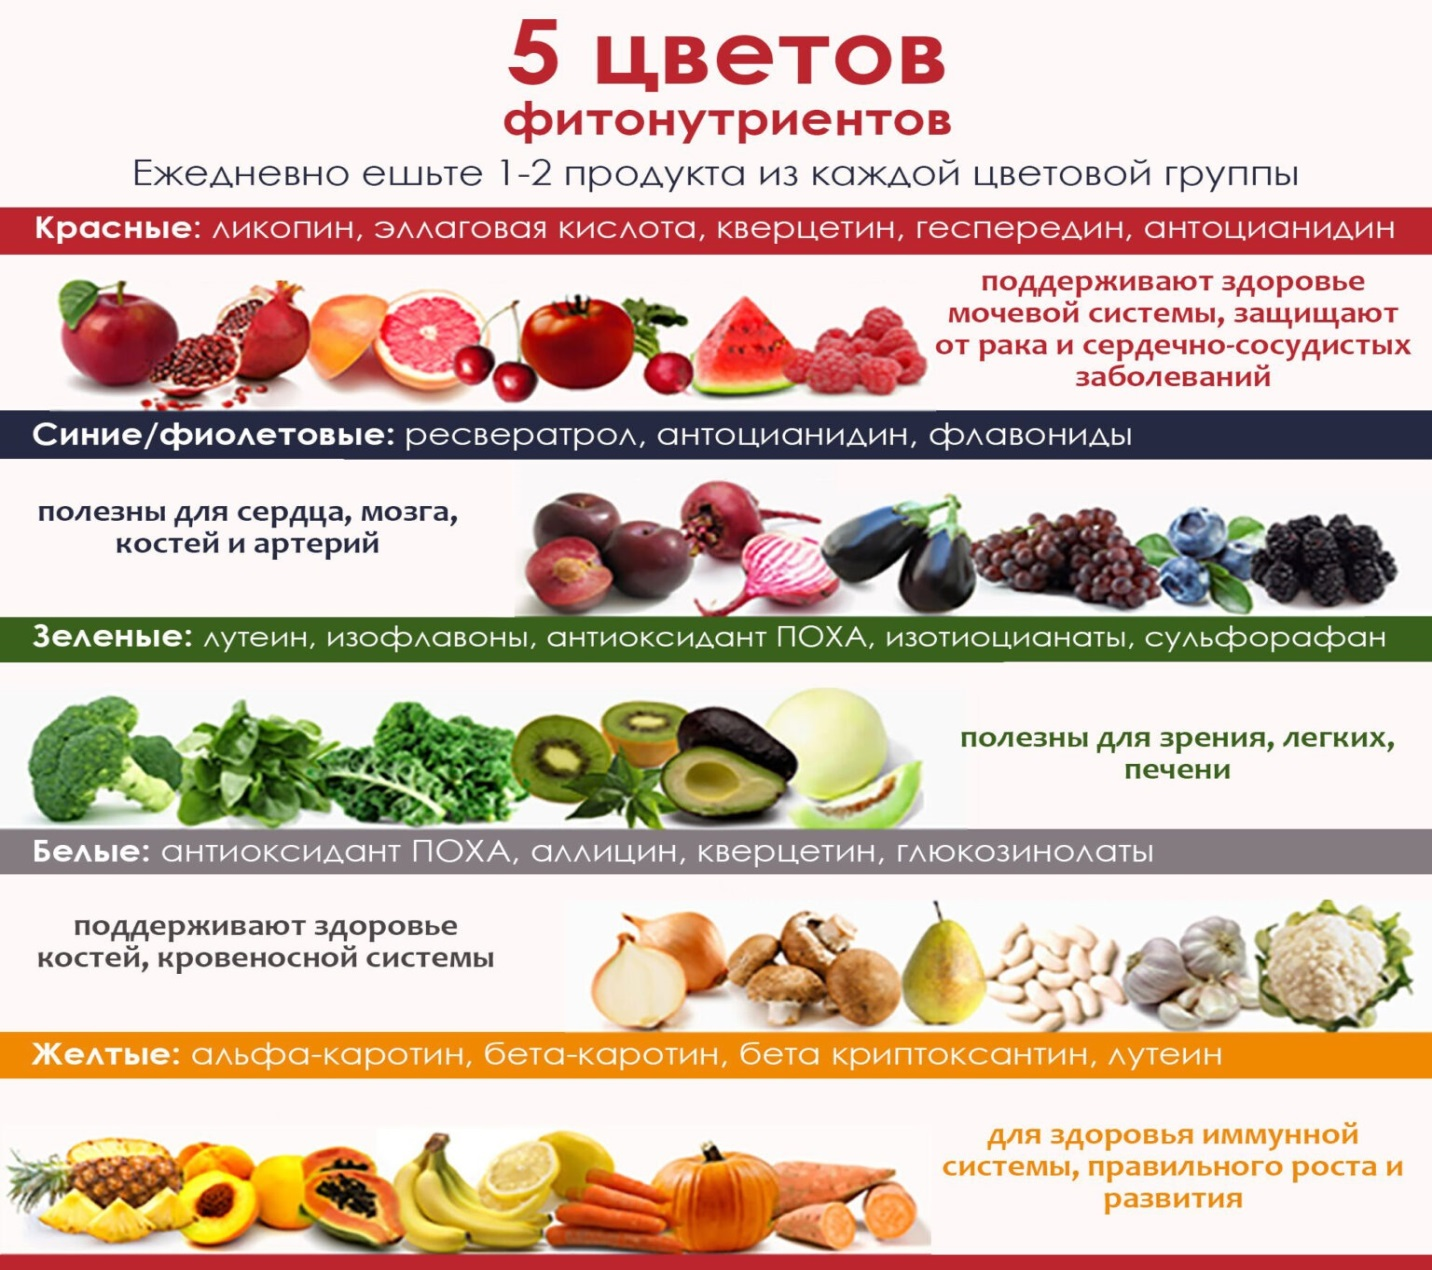 5 цветов
фитонутриентов
Ежедневно ешьте 1-2 продукта из каждой цветовой группы
Красные: ликопин, эллаговая кислота, кверцетин, геспередин, антоцианидин
поддерживают здоровье
мочевой системы, защищают
от рака и сердечно-сосудистых
заболеваний
Синие/фиолетовые: ресвератрол, антоцианидин, флавониды
полезны для сердца, мозга,
костей и артерий
Зеленые: лутеин, изофлавоны, антиоксидант ПОХА, изотиоцианаты, сульфорафан
полезны для зрения, легких,
печени
Белые: антиоксидант ПОХА, аллицин, кверцетин, глюкозинолаты
поддерживают здоровье
костей, кровеносной системы
Желтые: альфа-каротин, бета-каротин, бета криптоксантин, лутеин
для здоровья иммунной
системы, правильного роста и
развития